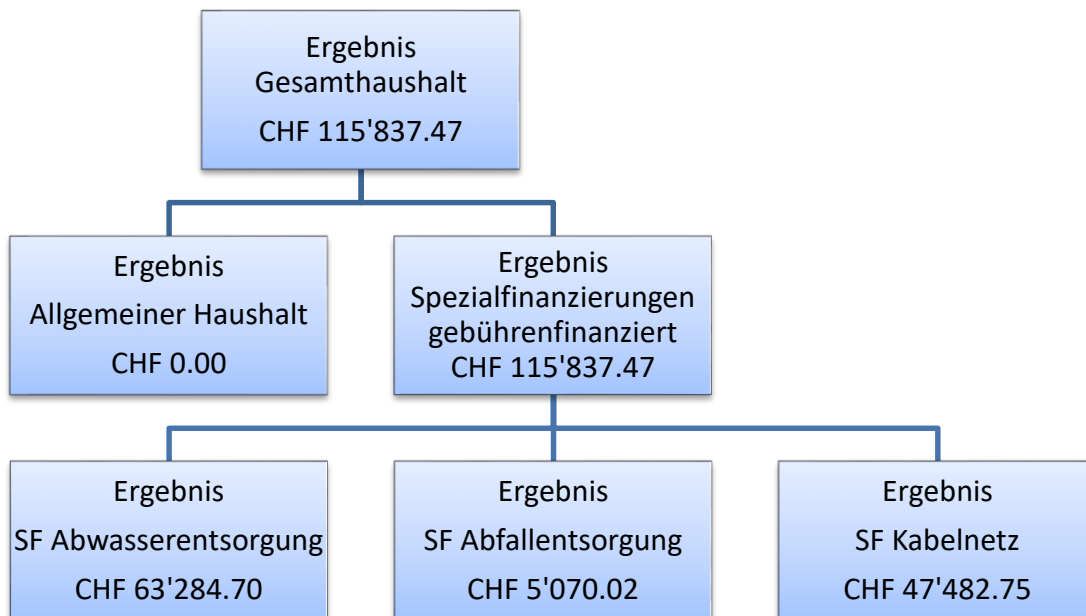 Ergebnis
Gesamthaushalt
CHF 115'837.47
Ergebnis
Allgemeiner Haushalt
CHF 0.00
Ergebnis
Spezialfinanzierungen
gebührenfinanziert
CHF 115'837.47
Ergebnis
SF Abwasserentsorgung
CHF 63'284.70
Ergebnis
SF Abfallentsorgung
CHF 5'070.02
Ergebnis
SF Kabelnetz
CHF 47'482.75